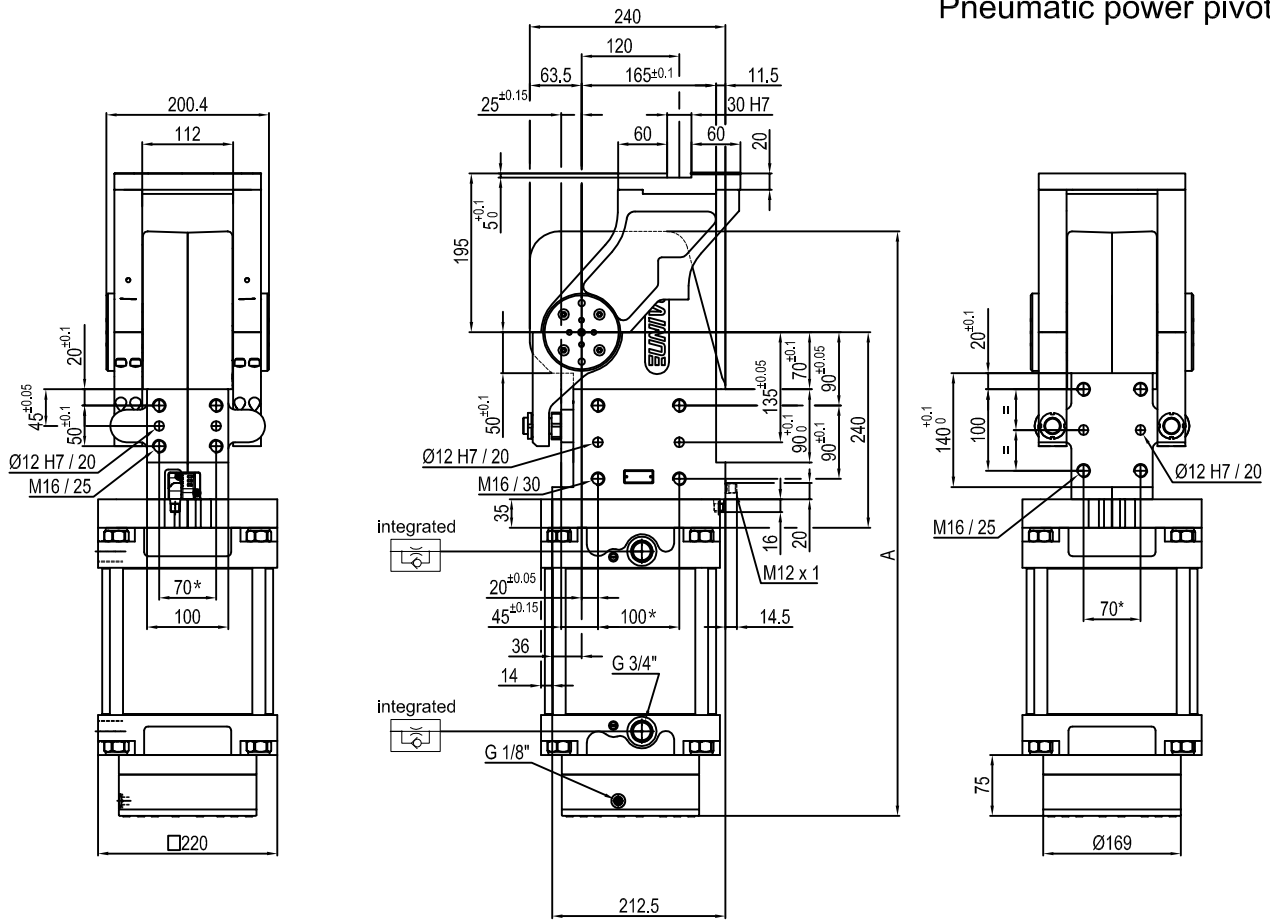 Pneumatic power pivot
200.4
112
20±0.1
45±0.05
50±0.1
Ø12 H7 / 20
M16 / 25
70*
100
□220
240
120
63.5
165±0.1
11.5
25±0.15
30 H7
60
60
20
5 +0.1 0
195
50±0.1
70±0.1
90±0.05
135±0.05
90 +0.1 0
90±0.1
240
A
Ø12 H7 / 20
M16 / 30
35
16
20
M12 x 1
integrated
20±0.05
45±0.15
100*
14.5
36
14
G 3/4"
integrated
G 1/8"
212.5
20±0.1
140 +0.1 0
100
=
=
Ø12 H7 / 20
M16 / 25
70*
75
Ø169